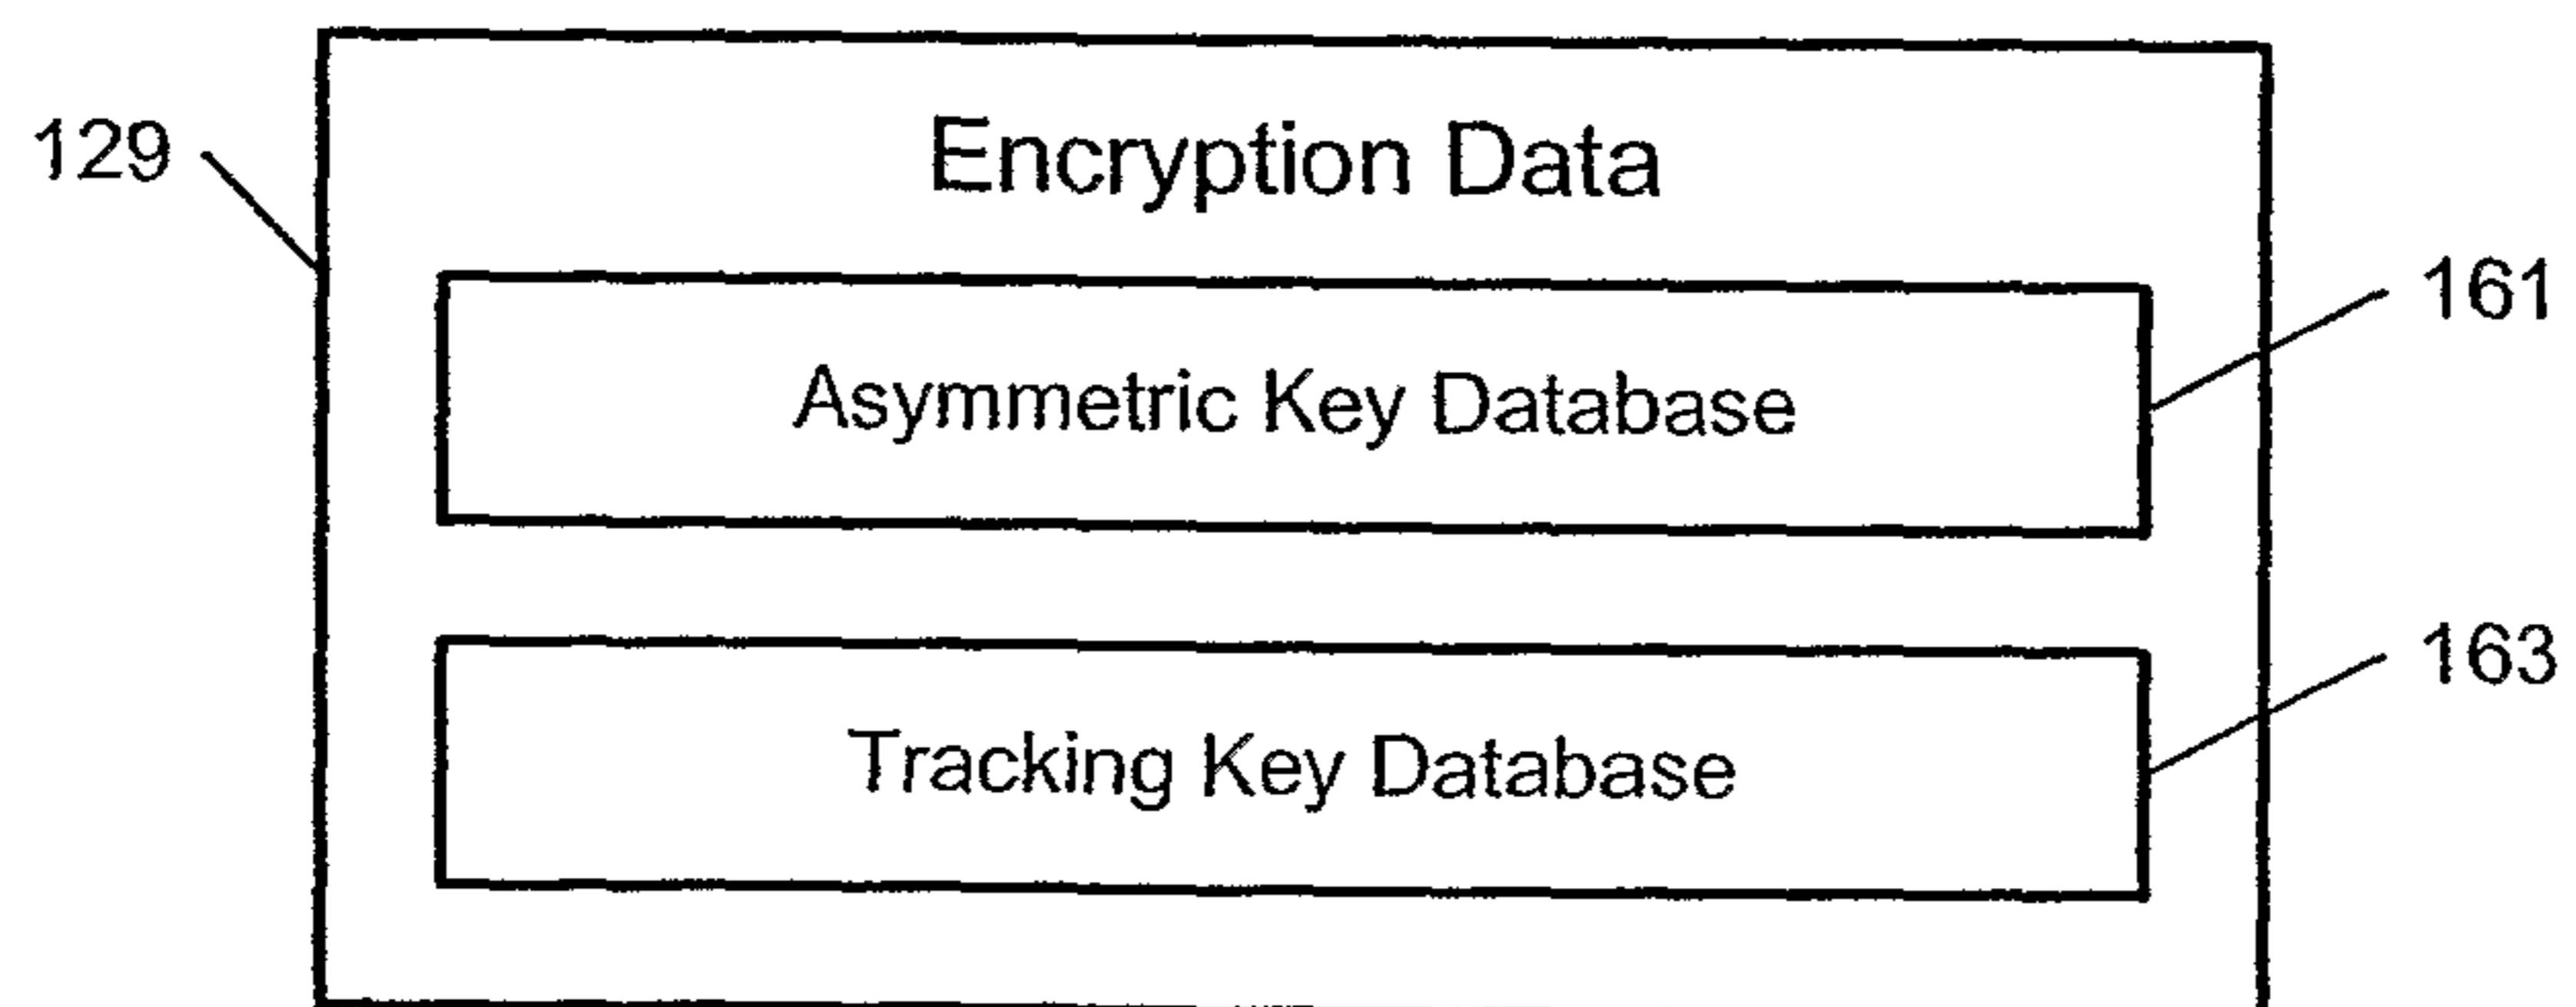 Encryption Data
129
161
Asymmetric Key Database
163
Tracking Key Database